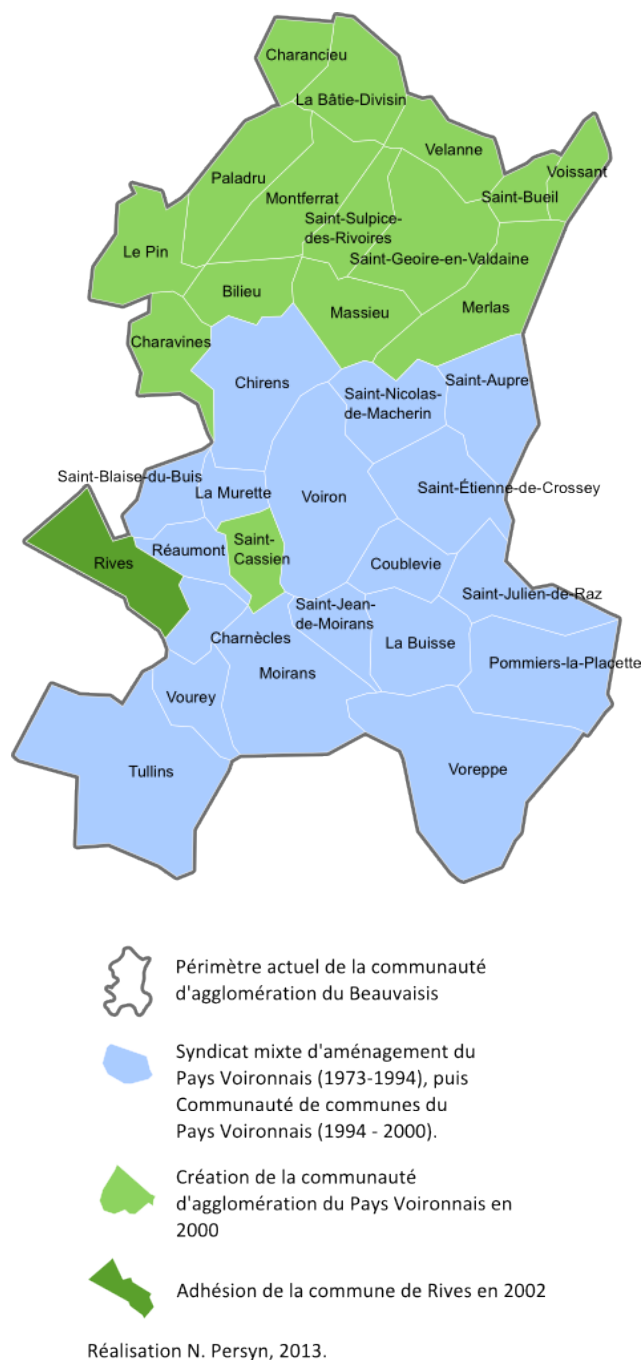 Charancieu
La Bâtie-Divisin
Velanne
Voissant
Paladru
Saint-Bueil
Montferrat
Saint-Sulpice-
des-Rivoires
Le Pin
Saint-Geoire-en-Valdaine
Bilieu
Merlas
Massieu
Charavines
Saint-Aupre
Chirens
Saint-Nicolas-
de-Macherin
Saint-Blaise-du-Buis
Saint-Étienne-de-Crossey
La Murette
Voiron
Saint-
Cassien
Réaumont
Rives
Coublevie
Saint-Julien-de-Raz
Saint-Jean-
de-Moirans
Charnècles
La Buisse
Pommiers-la-Placette
Moirans
Vourey
Voreppe
Tullins
Périmètre actuel de la communauté
d'agglomération du Beauvaisis
Syndicat mixte d'aménagement du
Pays Voironnais (1973-1994), puis
Communauté de communes du
Pays Voironnais (1994 - 2000).
Création de la communauté
d'agglomération du Pays Voironnais en
2000
Adhésion de la commune de Rives en 2002
Réalisation N. Persyn, 2013.